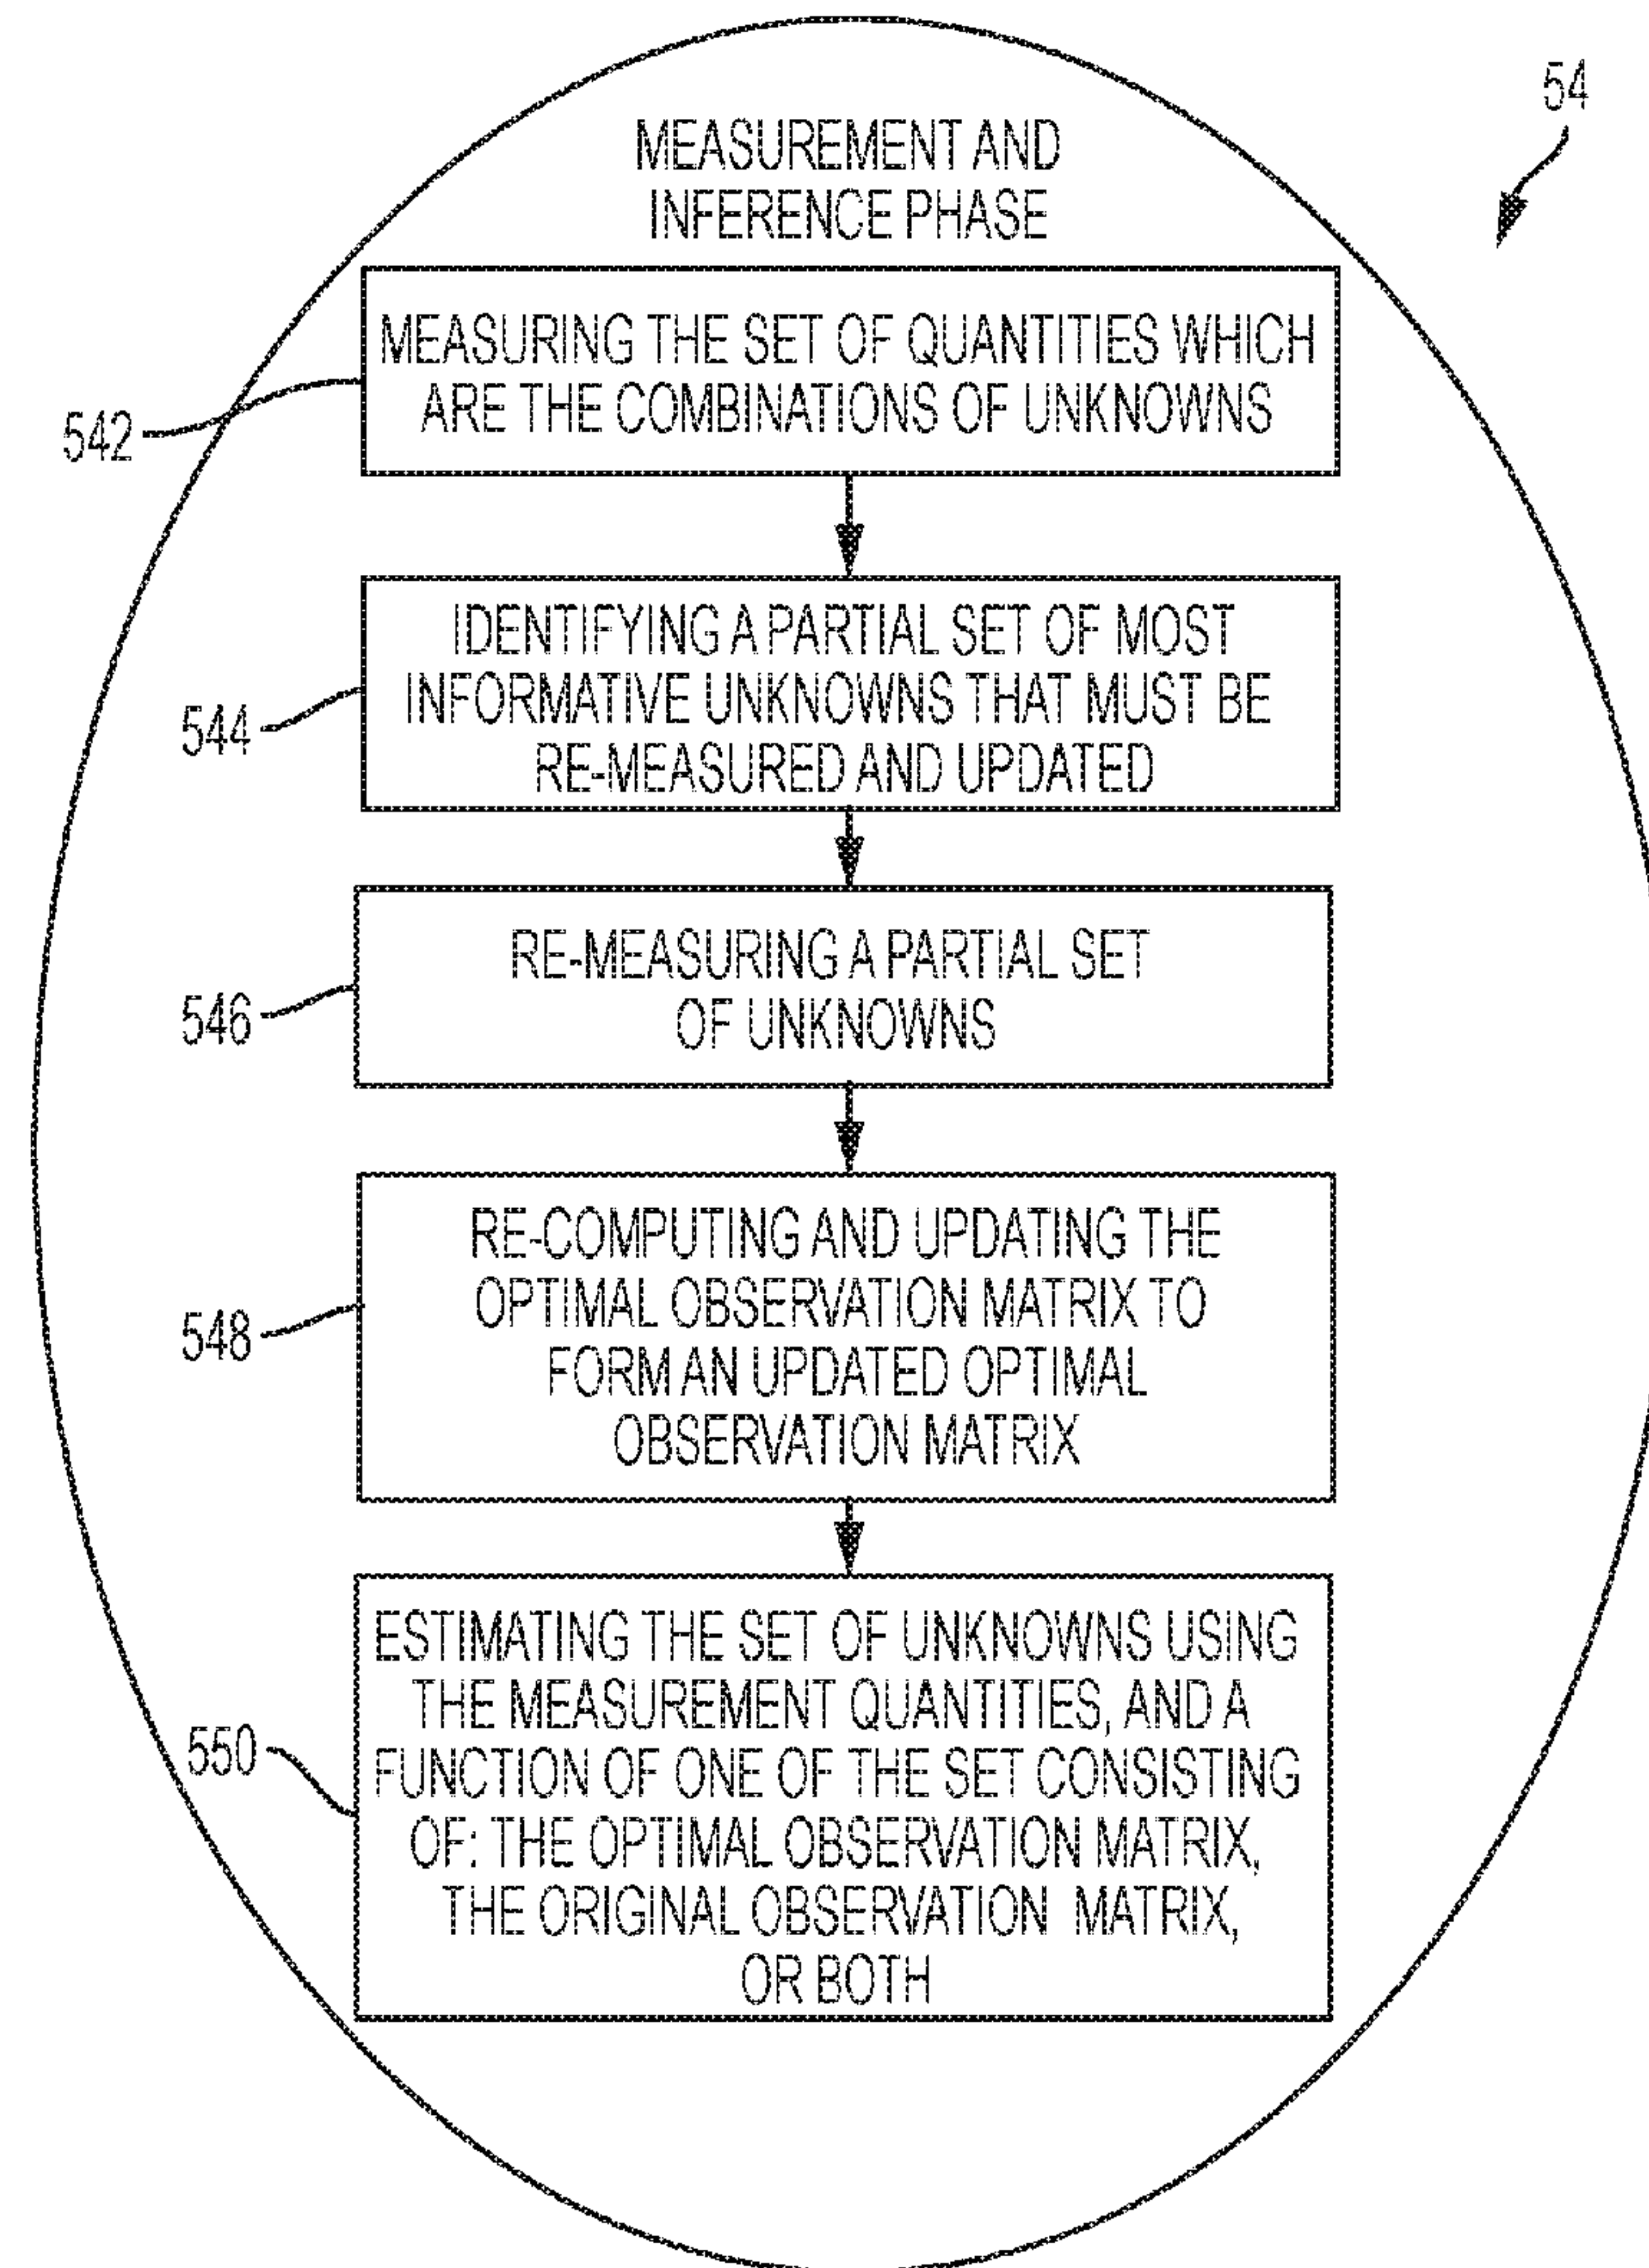 54
MEASUREMENT AND
INFERENCE PHASE
MEASURING THE SET OF QUANTITIES WHICH
ARE THE COMBINATIONS OF UNKNOWNS
542
IDENTIFYING A PARTIAL SET OF MOST
INFORMATIVE UNKNOWNS THAT MUST BE
RE-MEASURED AND UPDATED
544
RE-MEASURING A PARTIAL SET
OF UNKNOWNS
546
RE-COMPUTING AND UPDATING THE
OPTIMAL OBSERVATION MATRIX TO
FORM AN UPDATED OPTIMAL
OBSERVATION MATRIX
548
ESTIMATING THE SET OF UNKNOWNS USING
THE MEASUREMENT QUANTITIES, AND A
FUNCTION OF ONE OF THE SET CONSISTING
OF: THE OPTIMAL OBSERVATION MATRIX,
THE ORIGINAL OBSERVATION MATRIX,
OR BOTH
550